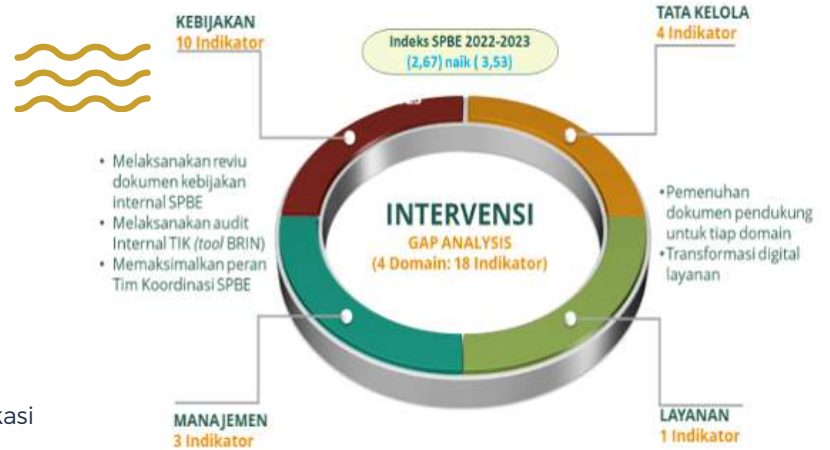 KEBIJAKAN
10 Indikator
Indeks SPBE 2022-2023
(2,67) naik ( 3,53)
TATA KELOLA
4 Indikator
• Melaksanakan reviu
dokumen kebijakan
internal SPBE
• Melaksanakan audit
Internal TIK (tool BRIN)
• Memaksimalkan peran
Tim Koordinasi SPBE
INTERVENSI
GAP ANALYSIS
(4 Domain: 18 Indikator)
•Pemenuhan
dokumen pendukung
untuk tiap domain
•Transformasi digital
layanan
MANAJEMEN
3 Indikator
LAYANAN
1 Indikator